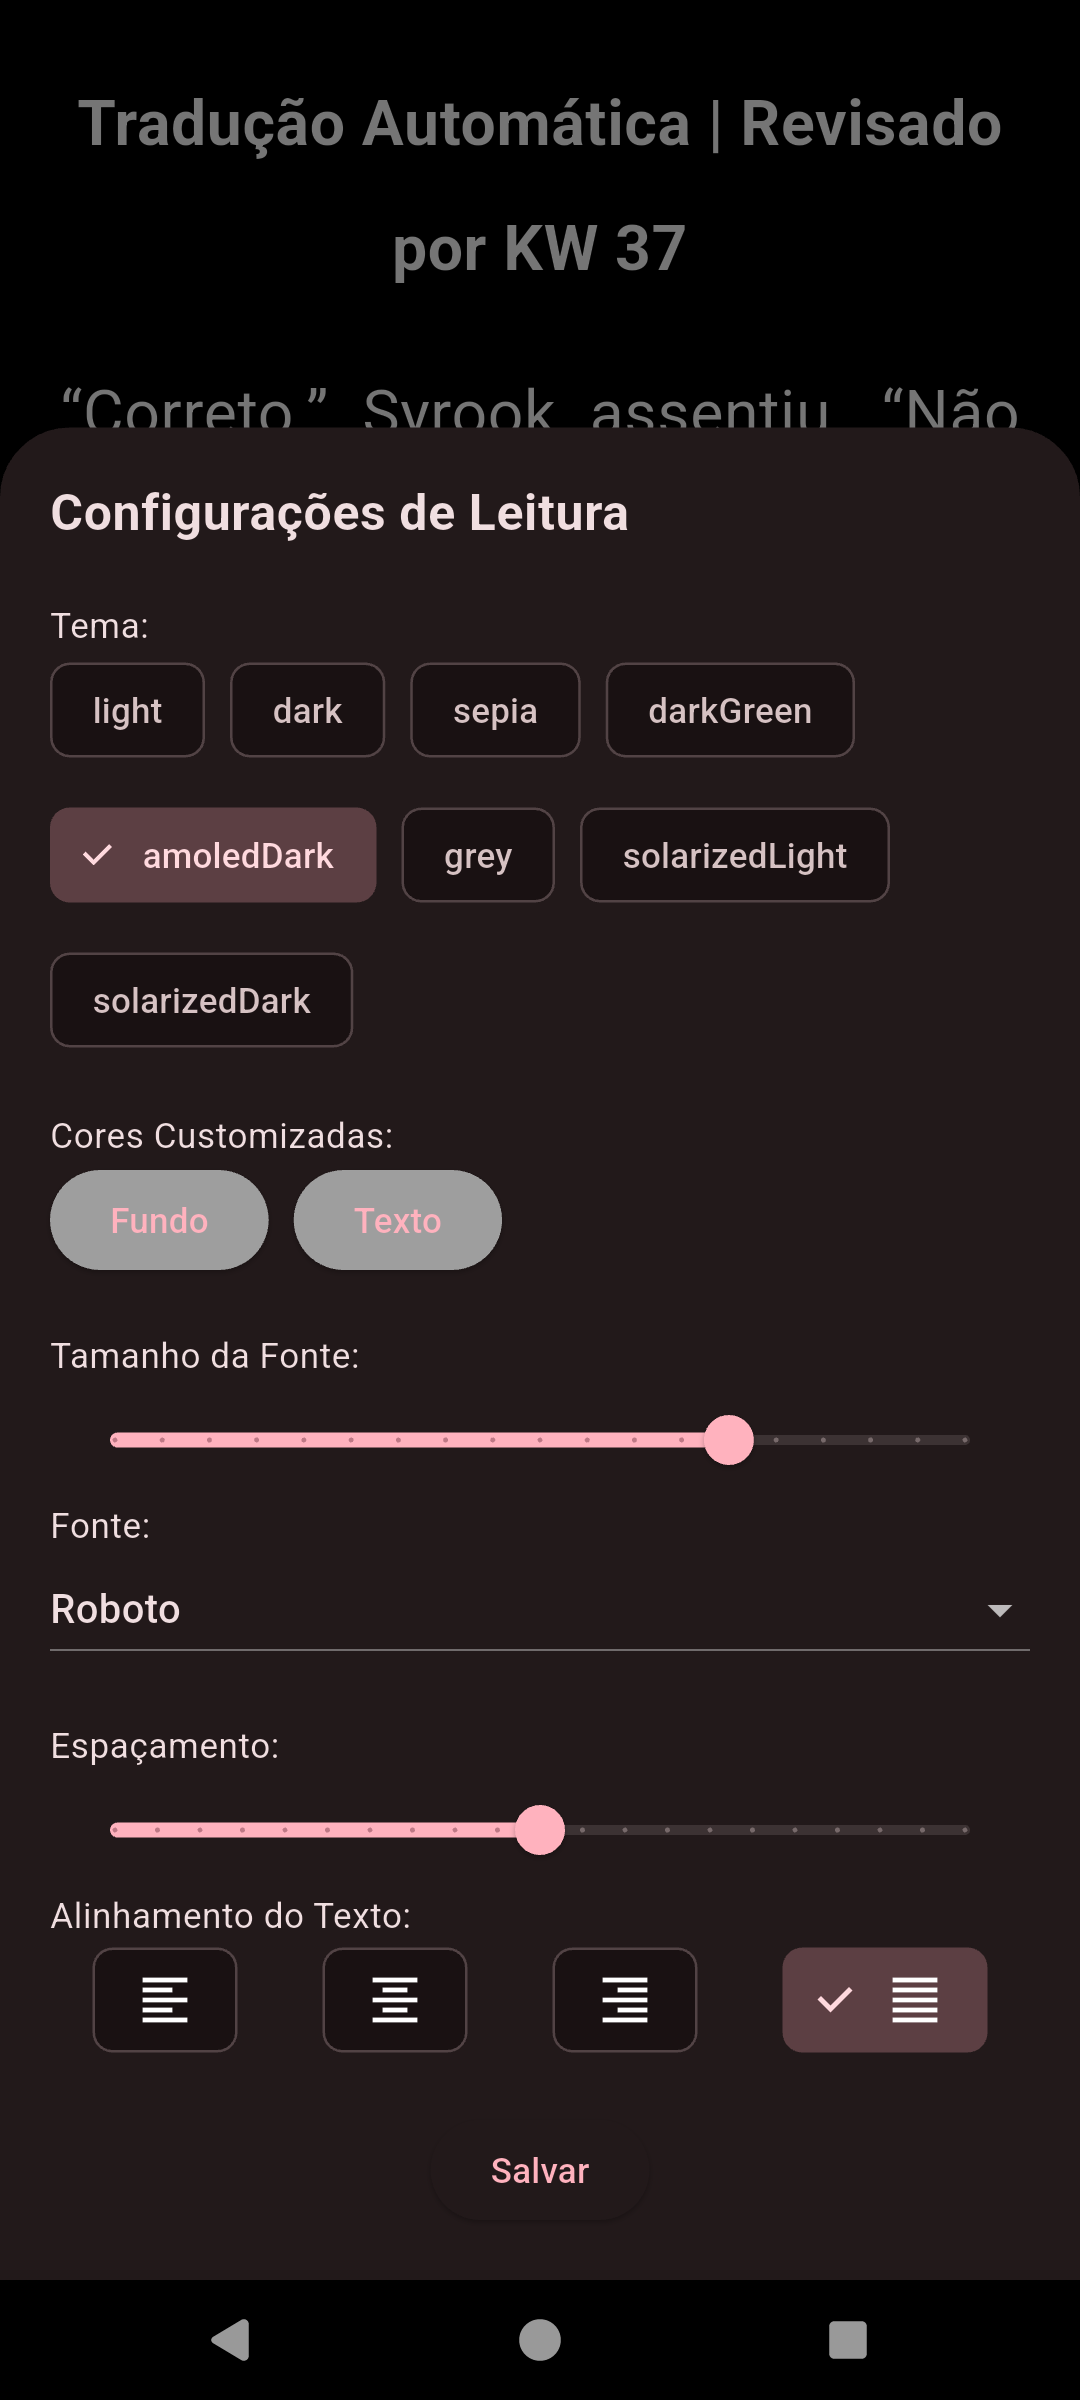 Tradução Automática | Revisado
por KW 37
“Correto.” Syrook assentiu. “Não
Configurações de Leitura
Tema:
light dark sepia darkGreen
amoledDark grey solarizedLight
solarizedDark
Cores Customizadas:
Fundo Texto
Tamanho da Fonte:
Fonte:
Roboto
Espaçamento:
Alinhamento do Texto:
Salvar